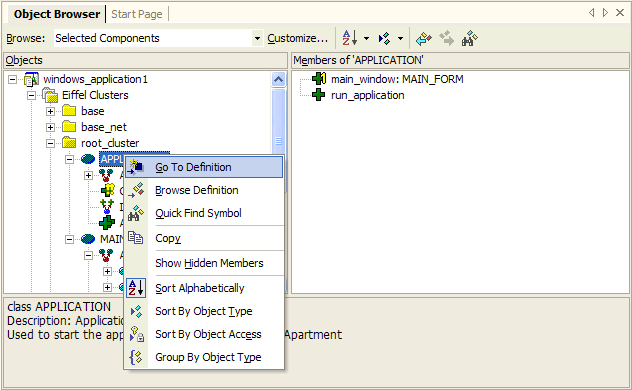 Object Browser Start Page
Browse: Selected Components Customize...
Objects
Members of 'APPLICATION'
windows_application1
Eiffel Clusters
base
base_net
root_cluster
APPL
MAIN
main_window: MAIN_FORM
run_application
Go To Definition
Browse Definition
Quick Find Symbol
Copy
Show Hidden Members
Sort Alphabetically
Sort By Object Type
Sort By Object Access
Group By Object Type
class APPLICATION
Description: Applicatio
Used to start the app Apartment